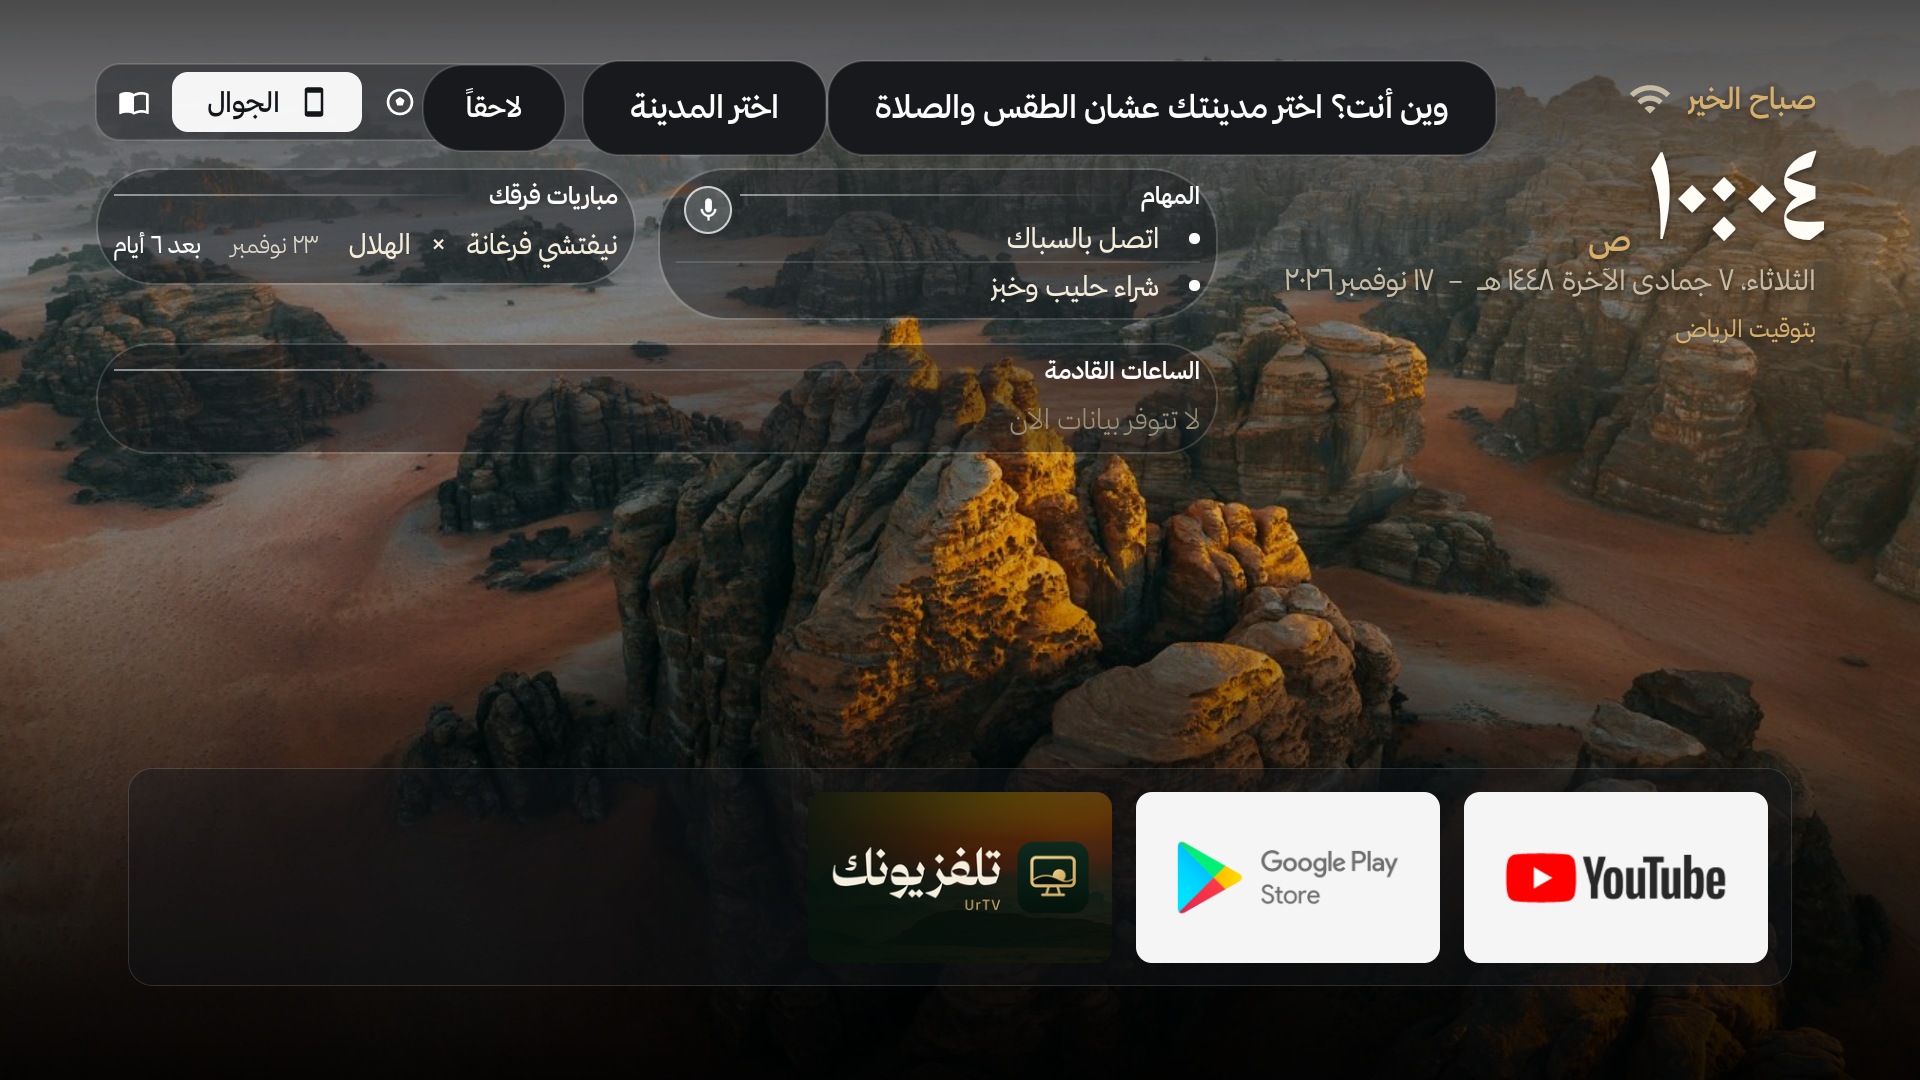 صباح الخير
١٠:٠٤ ص
الثلاثاء، ٧ جمادى الآخرة ١٤٤٨ هـ – ١٧ نوفمبر ٢٠٢٦
بتوقيت الرياض
وين أنت؟ اختر مدينتك عشان الطقس والصلاة
اختر المدينة
لاحقاً
الجوال
المهام
اتصل بالسباك
شراء حليب وخبز
مباريات فرقك
نيفتشي فرغانة × الهلال ٢٣ نوفمبر بعد ٦ أيام
الساعات القادمة
لا تتوفر بيانات الآن
YouTube
Google Play
Store
تلفزيونك
UrTV